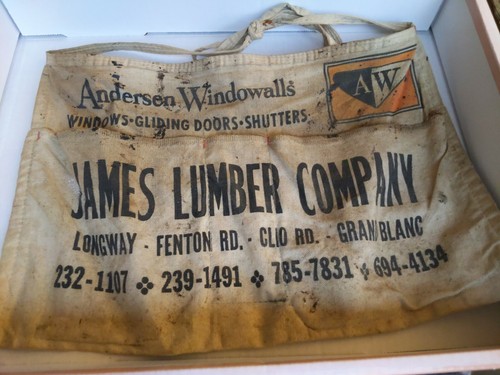 Andersen Windowalls
AW
WINDOWS • GLIDING DOORS • SHUTTERS
JAMES LUMBER COMPANY
LONGWAY - FENTON RD. - CLIO RD. - GRAND BLANC
232-1107 ✤ 239-1491 ✤ 785-7831 ✤ 694-4134